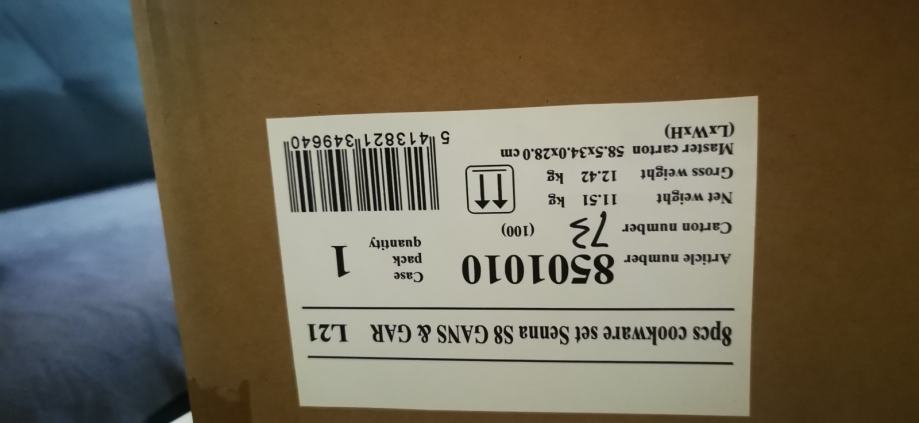 8pcs cookware set Senna S8 GANS & GAR L21
Article number 8501010
Case pack quantity 1
Carton number 73 (100)
Net weight 11.51 kg
Gross weight 12.42 kg
Master carton 58.5x34.0x28.0 cm
(LxWxH)
5 413821 349640